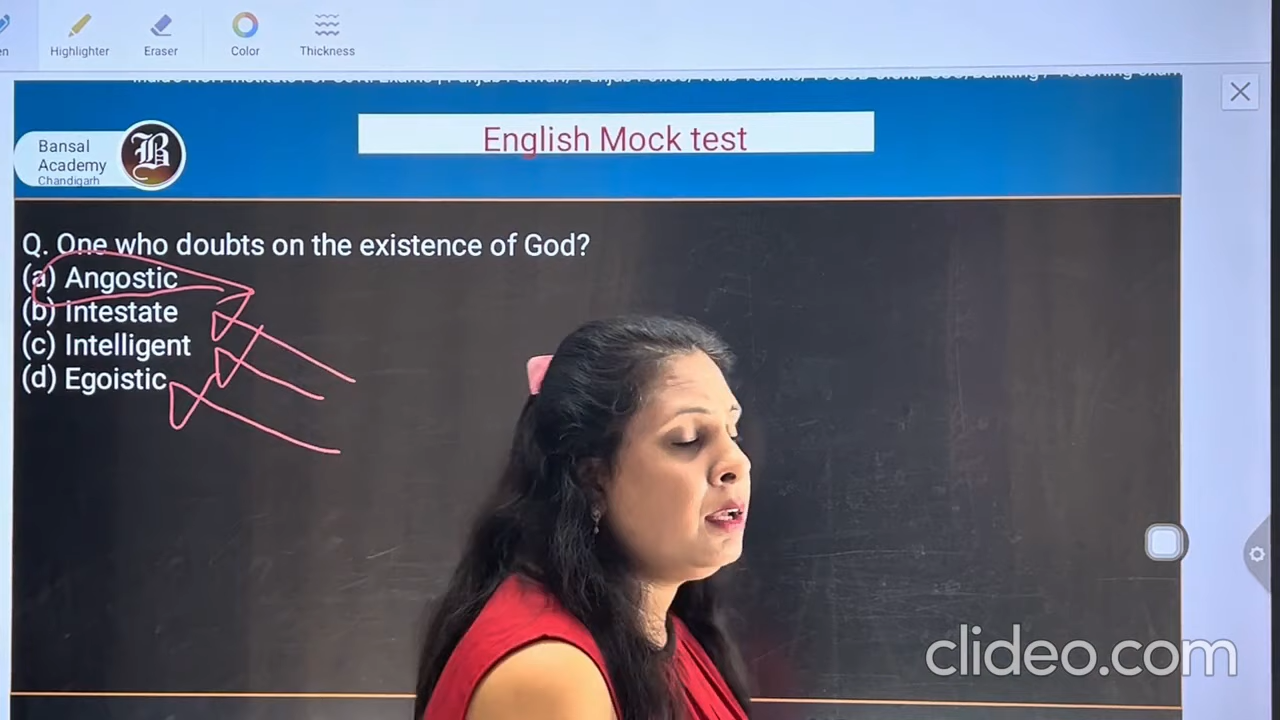 Highlighter
Eraser
Color
Thickness
English Mock test
Bansal
Academy
Chandigarh
B
Q. One who doubts on the existence of God?
(a) Angostic
(b) Intestate
(c) Intelligent
(d) Egoistic
clideo.com